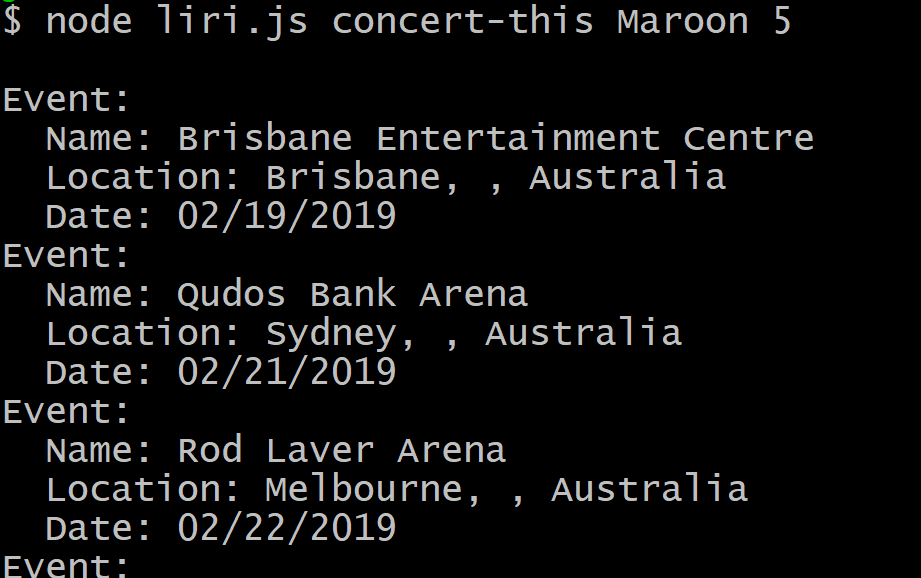 $ node liri.js concert-this Maroon 5
Event:
  Name: Brisbane Entertainment Centre
  Location: Brisbane, , Australia
  Date: 02/19/2019
Event:
  Name: Qudos Bank Arena
  Location: Sydney, , Australia
  Date: 02/21/2019
Event:
  Name: Rod Laver Arena
  Location: Melbourne, , Australia
  Date: 02/22/2019
Event: